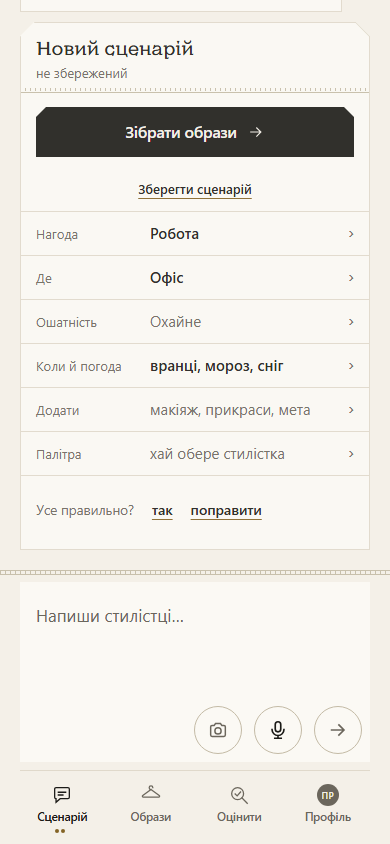 Новий сценарій
не збережений
Зібрати образи →
Зберегти сценарій
Нагода Робота
Де Офіс
Ошатність Охайне
Коли й погода вранці, мороз, сніг
Додати макіяж, прикраси, мета
Палітра хай обере стилістка
Усе правильно? так поправити
Напиши стилістці...
ПР
Сценарій Образи Оцінити Профіль